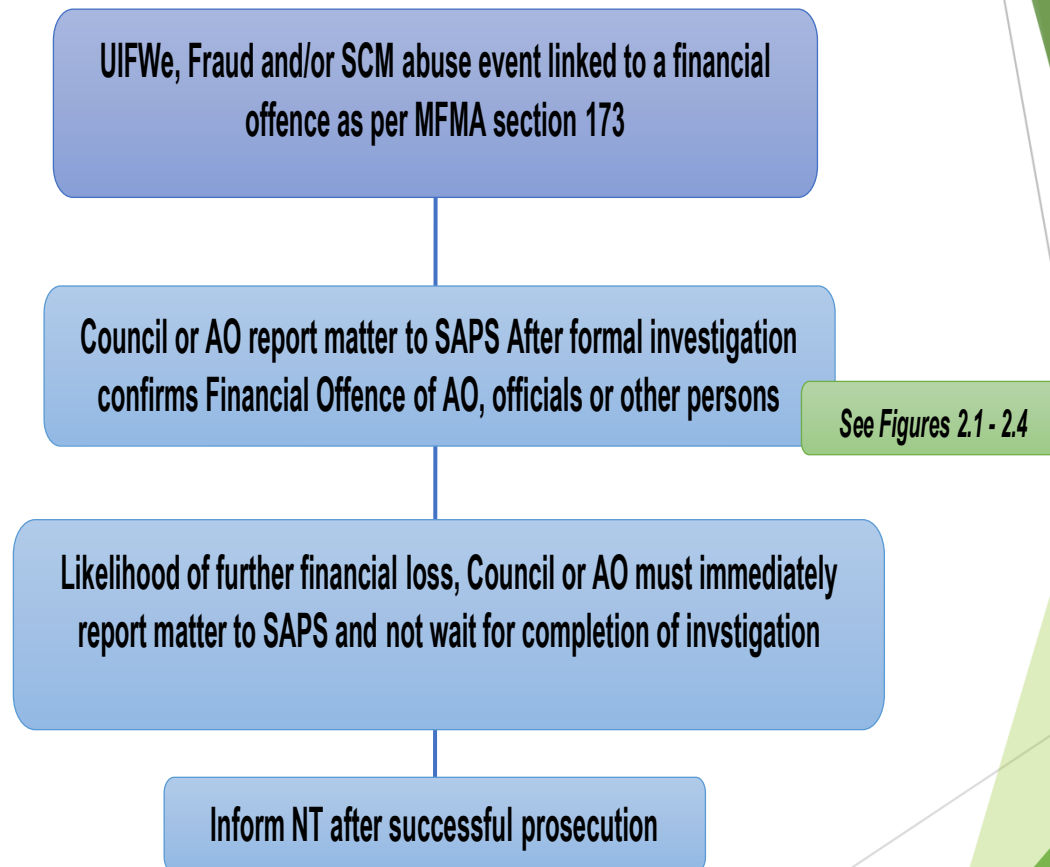 UIFWe, Fraud and/or SCM abuse event linked to a financial
offence as per MFMA section 173
Council or AO report matter to SAPS After formal investigation
confirms Financial Offence of AO, officials or other persons
See Figures 2.1 - 2.4
Likelihood of further financial loss, Council or AO must immediately
report matter to SAPS and not wait for completion of invstigation
Inform NT after successful prosecution